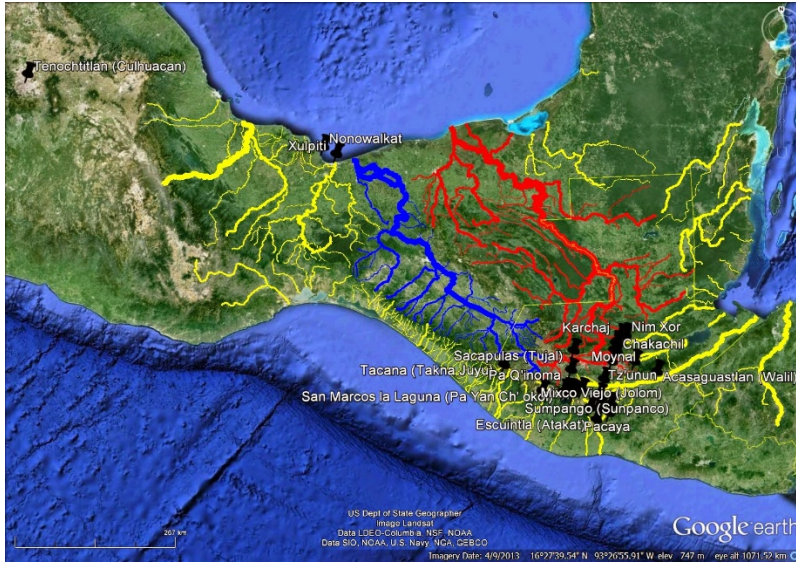 Tenochtitlan (Culhuacan)
Nonowalkat
Xulpiti
Karchaj
Nim Xor
Chakachil
Sacapulas (Tujal)
Moynal
Tacana (Takna Juyu
Pa Q'inoma
Tz'unun
Acasaguastlan (Walil)
San Marcos la Laguna (Pa Yan Ch'okol)
Mixco Viejo (Jolom)
Sumpango (Sunpanco)
Escuintla (Atakat)
Pacaya
US Dept of State Geographer
Image Landsat
Data LDEO-Columbia, NSF, NOAA
Data SIO, NOAA, U.S. Navy, NGA, GEBCO
267 km
Google earth
Imagery Date: 4/9/2013 16°27'39.54" N 93°26'55.91" W elev 747 m eye alt 1071.52 km